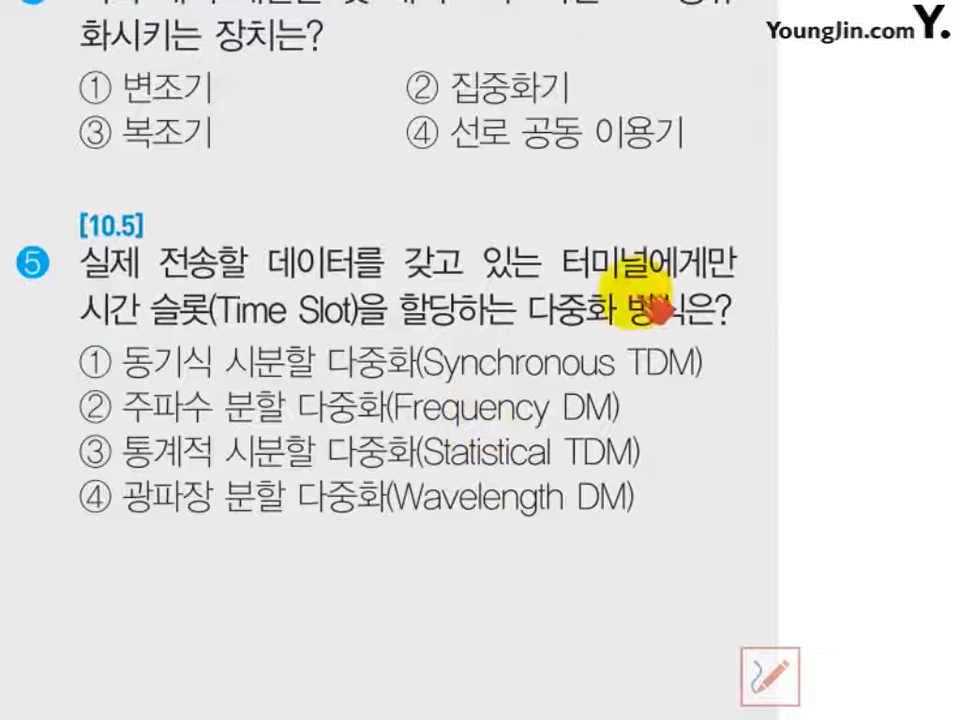 YoungJin.com Y.
화시키는 장치는?
① 변조기 ② 집중화기
③ 복조기 ④ 선로 공동 이용기
[10.5]
5 실제 전송할 데이터를 갖고 있는 터미널에게만
시간 슬롯(Time Slot)을 할당하는 다중화 방식은?
① 동기식 시분할 다중화(Synchronous TDM)
② 주파수 분할 다중화(Frequency DM)
③ 통계적 시분할 다중화(Statistical TDM)
④ 광파장 분할 다중화(Wavelength DM)